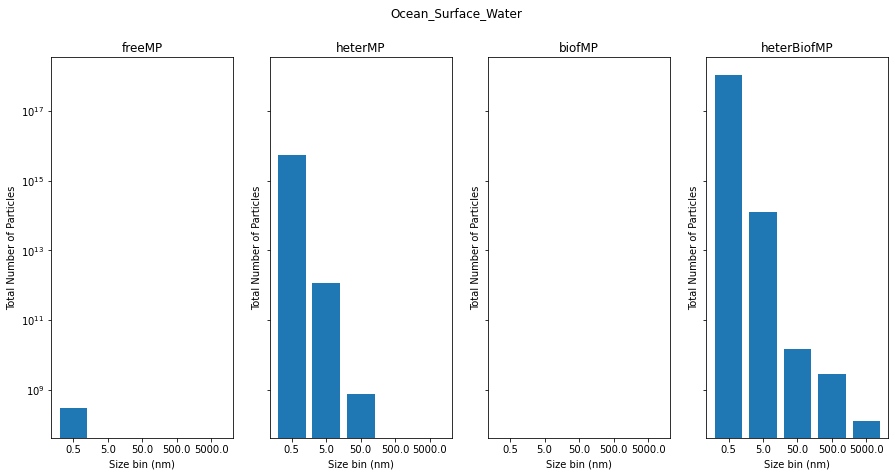 Ocean_Surface_Water
freeMP
heterMP
biofMP
heterBiofMP
Total Number of Particles
10^17
10^15
10^13
10^11
10^9
0.5 5.0 50.0 500.0 5000.0
Size bin (nm)
Total Number of Particles
0.5 5.0 50.0 500.0 5000.0
Size bin (nm)
Total Number of Particles
0.5 5.0 50.0 500.0 5000.0
Size bin (nm)
Total Number of Particles
0.5 5.0 50.0 500.0 5000.0
Size bin (nm)